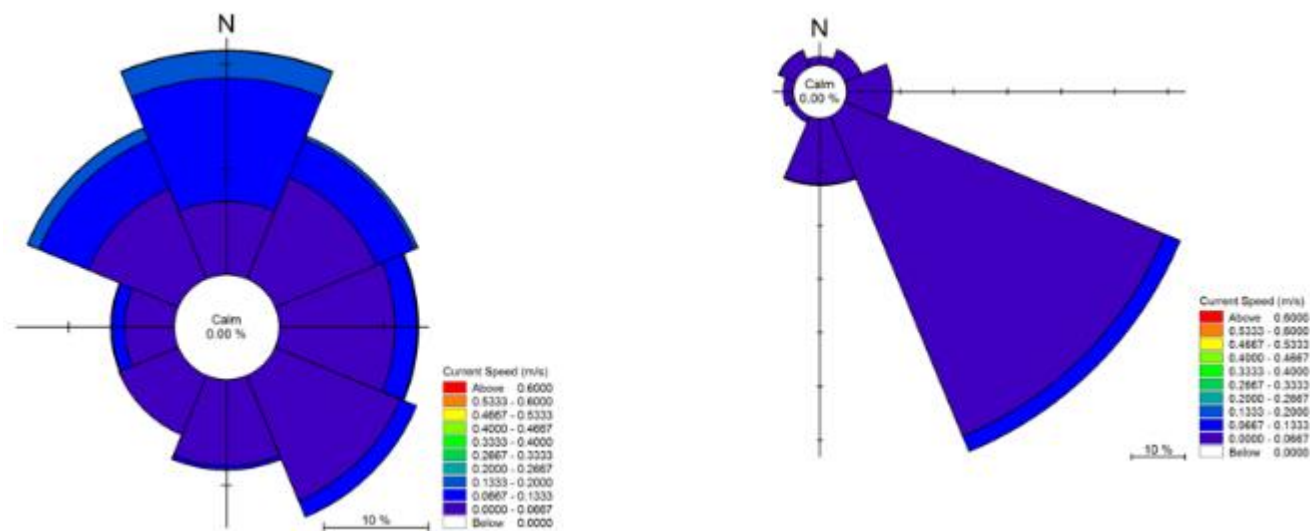 N
Calm
0.00 %
Current Speed (m/s)
Above 0.6000
0.5333 - 0.6000
0.4667 - 0.5333
0.4000 - 0.4667
0.3333 - 0.4000
0.2667 - 0.3333
0.2000 - 0.2667
0.1333 - 0.2000
0.0667 - 0.1333
0.0000 - 0.0667
Below 0.0000
10 %
N
Calm
0.00 %
Current Speed (m/s)
Above 0.6000
0.5333 - 0.6000
0.4667 - 0.5333
0.4000 - 0.4667
0.3333 - 0.4000
0.2667 - 0.3333
0.2000 - 0.2667
0.1333 - 0.2000
0.0667 - 0.1333
0.0000 - 0.0667
Below 0.0000
10 %